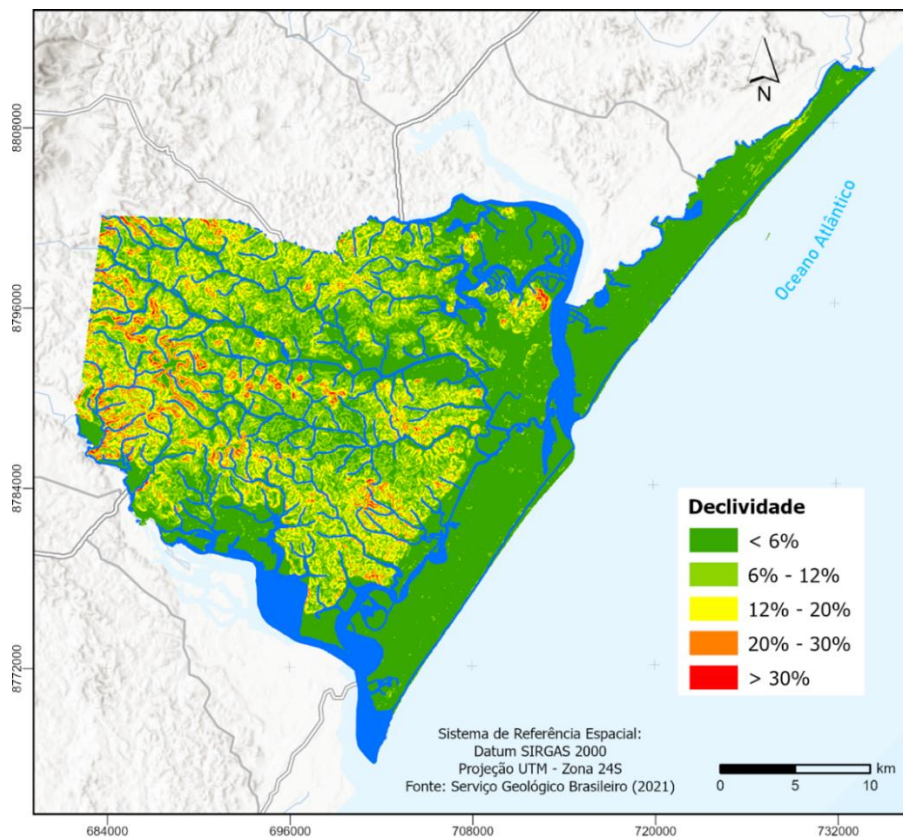 N
Oceano Atlântico
8808000
8796000
8784000
8772000
Declividade
< 6%
6% - 12%
12% - 20%
20% - 30%
> 30%
Sistema de Referência Espacial:
Datum SIRGAS 2000
Projeção UTM - Zona 24S
Fonte: Serviço Geológico Brasileiro (2021)
km
0 5 10
684000 696000 708000 720000 732000